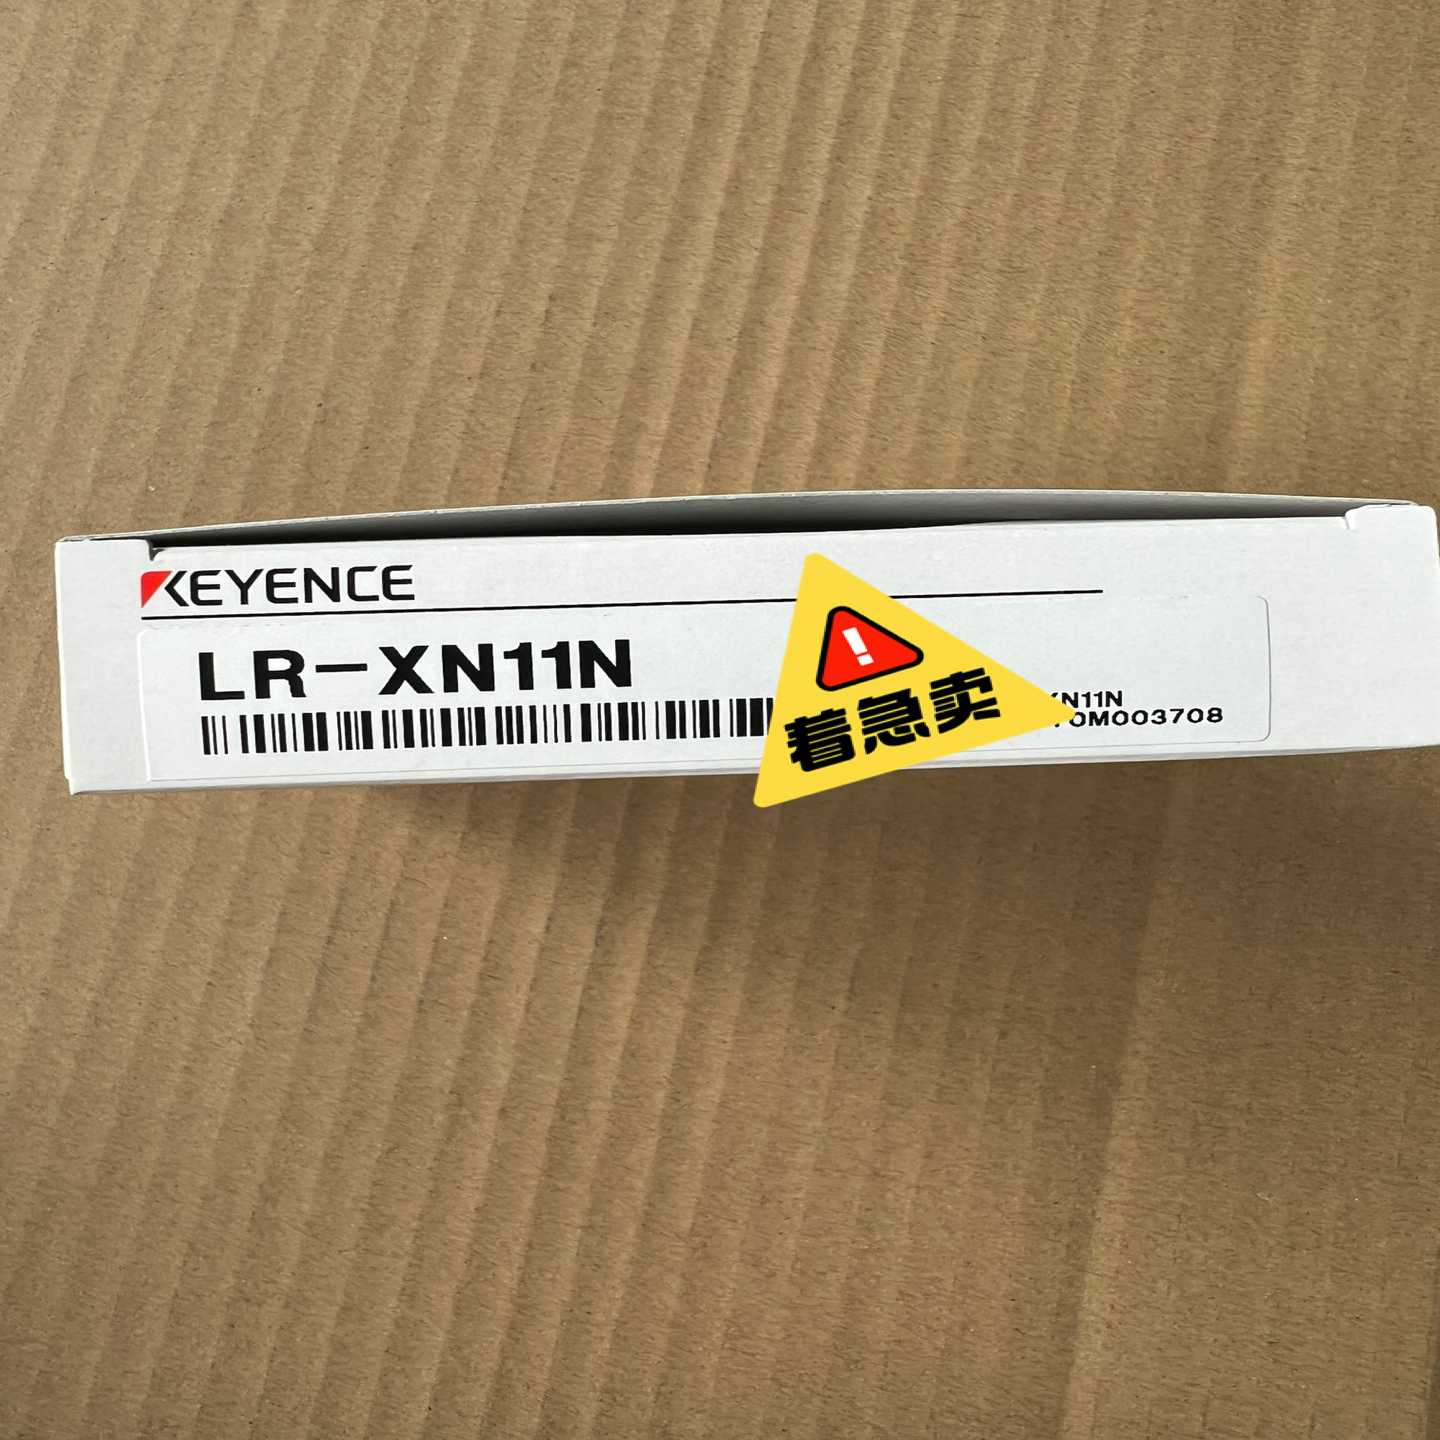 KEYENCE
LR-XN11N
XN11N
0M003708
!
着急卖